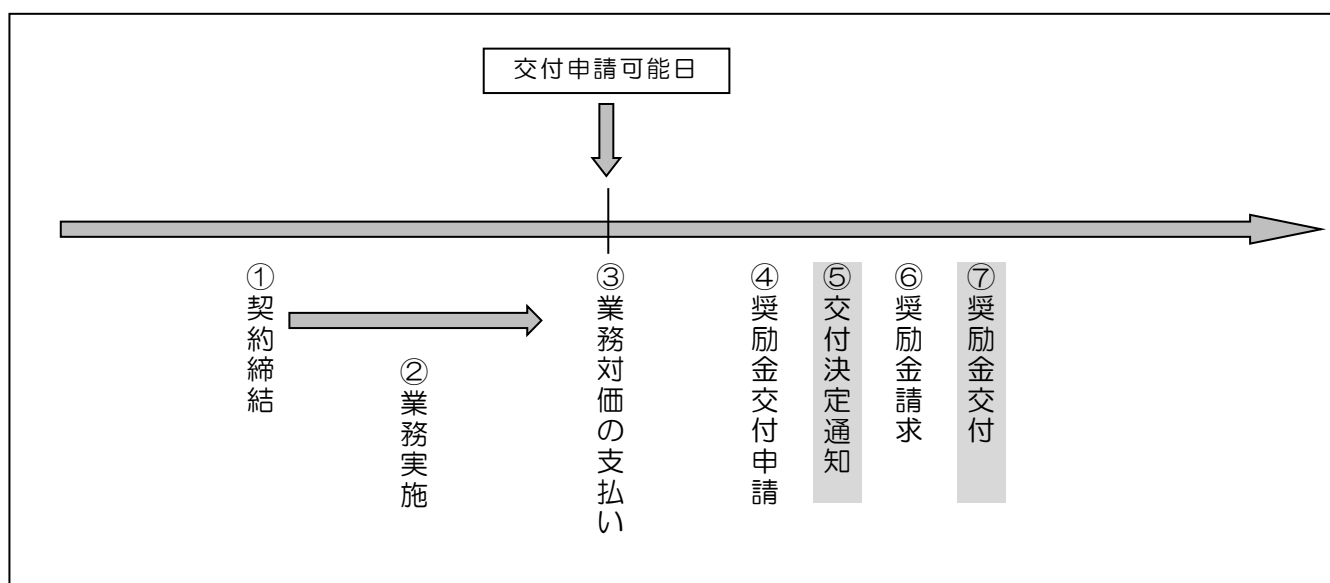 交付申請可能日
①契約締結
②業務実施
③業務対価の支払い
④奨励金交付申請
⑤交付決定通知
⑥奨励金請求
⑦奨励金交付